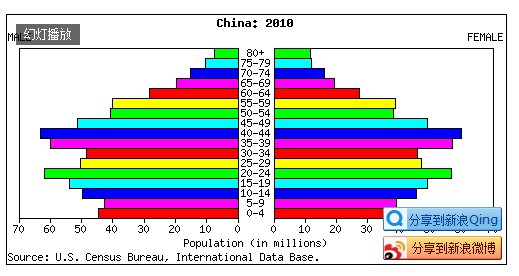 China: 2010
幻灯播放
MALE
FEMALE
80+
75-79
70-74
65-69
60-64
55-59
50-54
45-49
40-44
35-39
30-34
25-29
20-24
15-19
10-14
5-9
0-4
70 60 50 40 30 20 10 0 0 10 20 30
Population (in millions)
Source: U.S. Census Bureau, International Data Base.
分享到新浪Qing
分享到新浪微博